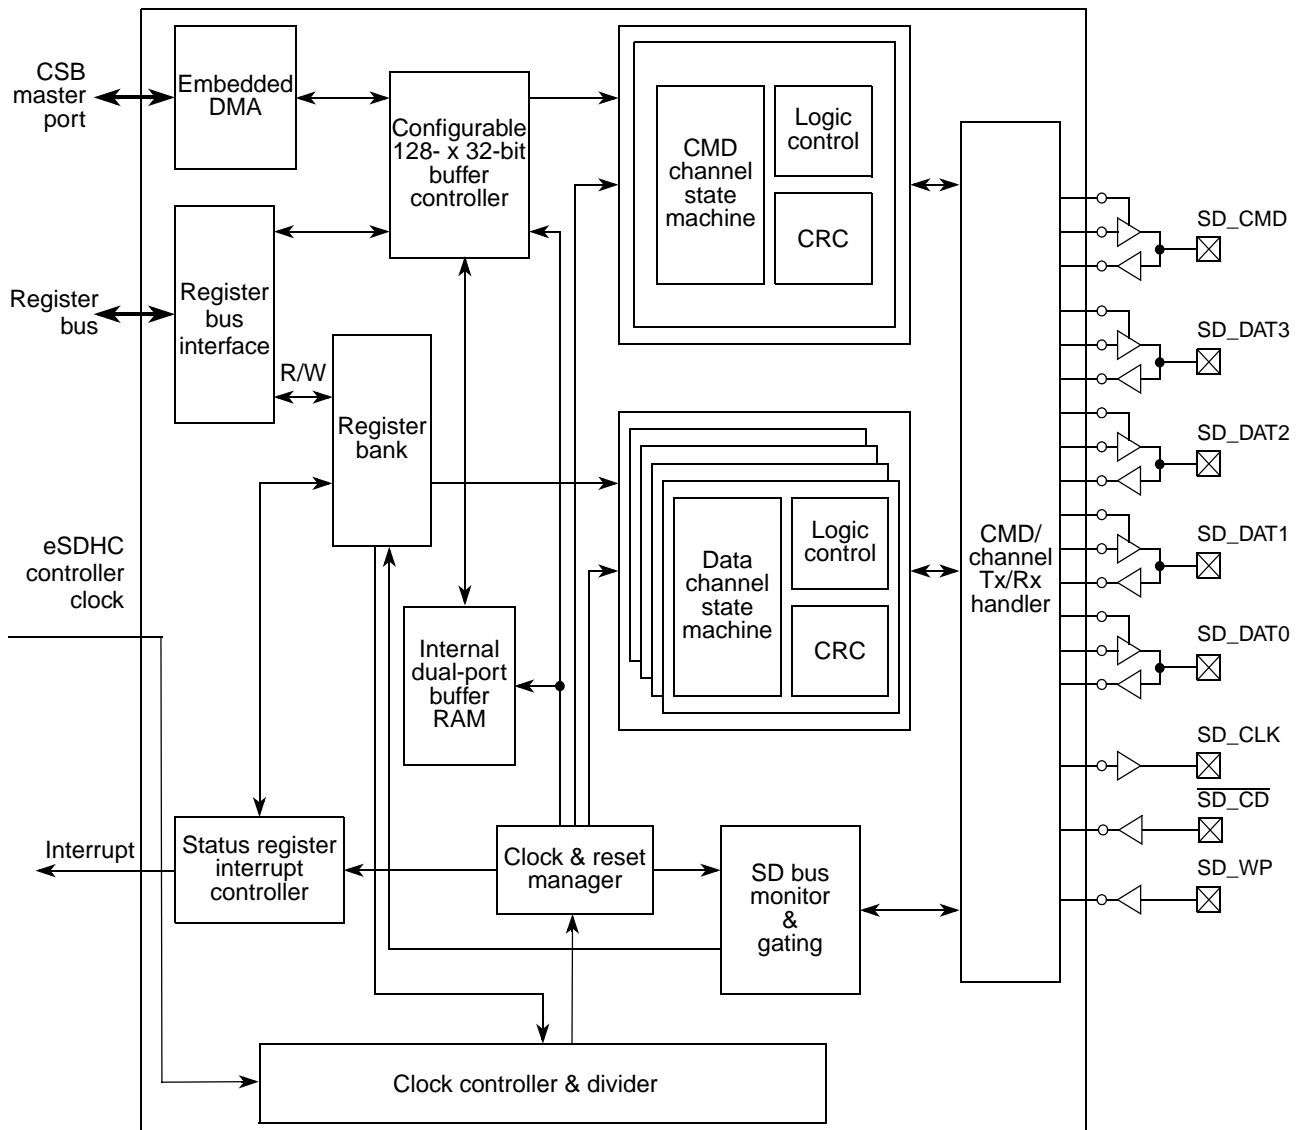 CSB
master
port
Embedded
DMA
Configurable
128- x 32-bit
buffer
controller
CMD
channel
state
machine
Logic
control
CRC
Register
bus
Register
bus
interface
R/W
Register
bank
eSDHC
controller
clock
Internal
dual-port
buffer
RAM
Data
channel
state
machine
Logic
control
CRC
CMD/
channel
Tx/Rx
handler
SD_CMD
SD_DAT3
SD_DAT2
SD_DAT1
SD_DAT0
SD_CLK
SD_CD
SD_WP
Interrupt
Status register
interrupt
controller
Clock & reset
manager
SD bus
monitor
&
gating
Clock controller & divider